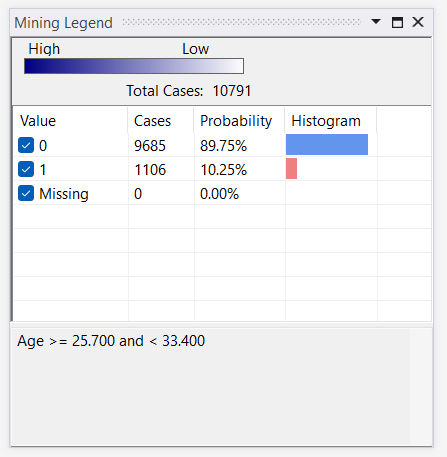 Mining Legend
High Low
Total Cases: 10791
Value Cases Probability Histogram
0 9685 89.75%
1 1106 10.25%
Missing 0 0.00%
Age >= 25.700 and < 33.400